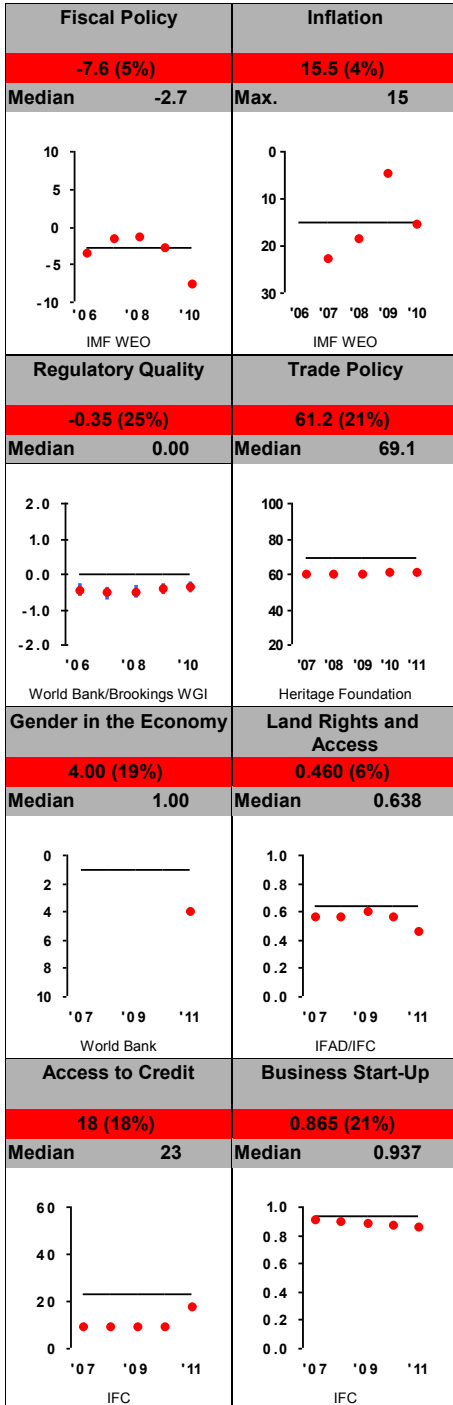 Fiscal Policy
-7.6 (5%)
Median -2.7
10
5
0
-5
-10
'06 '08 '10
IMF WEO
Inflation
15.5 (4%)
Max. 15
0
10
20
30
'06 '07 '08 '09 '10
IMF WEO
Regulatory Quality
-0.35 (25%)
Median 0.00
2.0
1.0
0.0
-1.0
-2.0
'06 '08 '10
World Bank/Brookings WGI
Trade Policy
61.2 (21%)
Median 69.1
100
80
60
40
20
'07 '08 '09 '10 '11
Heritage Foundation
Gender in the Economy
4.00 (19%)
Median 1.00
0
2
4
6
8
10
'07 '09 '11
World Bank
Land Rights and
Access
0.460 (6%)
Median 0.638
1.0
0.8
0.6
0.4
0.2
0.0
'07 '09 '11
IFAD/IFC
Access to Credit
18 (18%)
Median 23
60
40
20
0
'07 '09 '11
IFC
Business Start-Up
0.865 (21%)
Median 0.937
1.0
0.8
0.6
0.4
0.2
0.0
'07 '09 '11
IFC